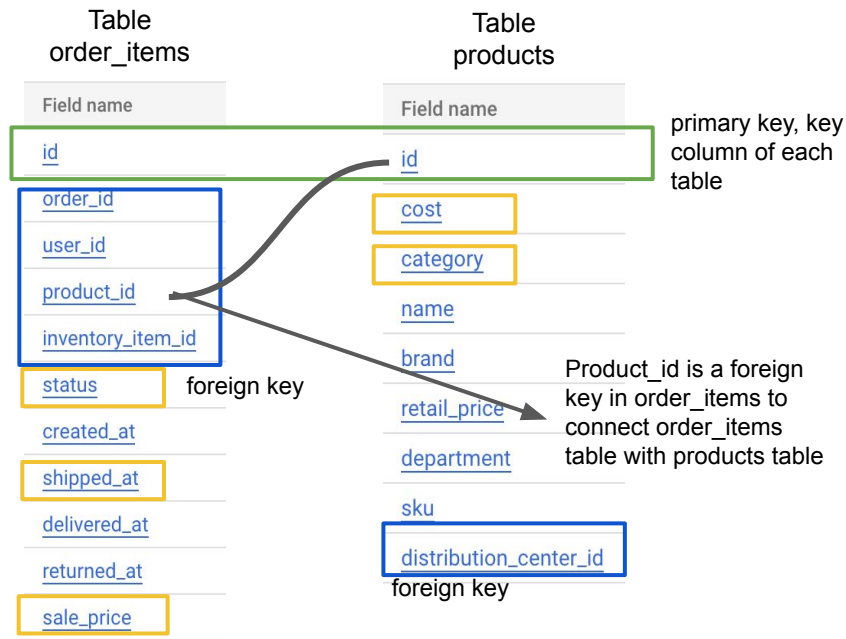 Table
order_items
Field name
id
order_id
user_id
product_id
inventory_item_id
status
foreign key
created_at
shipped_at
delivered_at
returned_at
sale_price
Table
products
Field name
id
cost
category
name
brand
retail_price
department
sku
distribution_center_id
foreign key
primary key, key
column of each
table
Product_id is a foreign
key in order_items to
connect order_items
table with products table